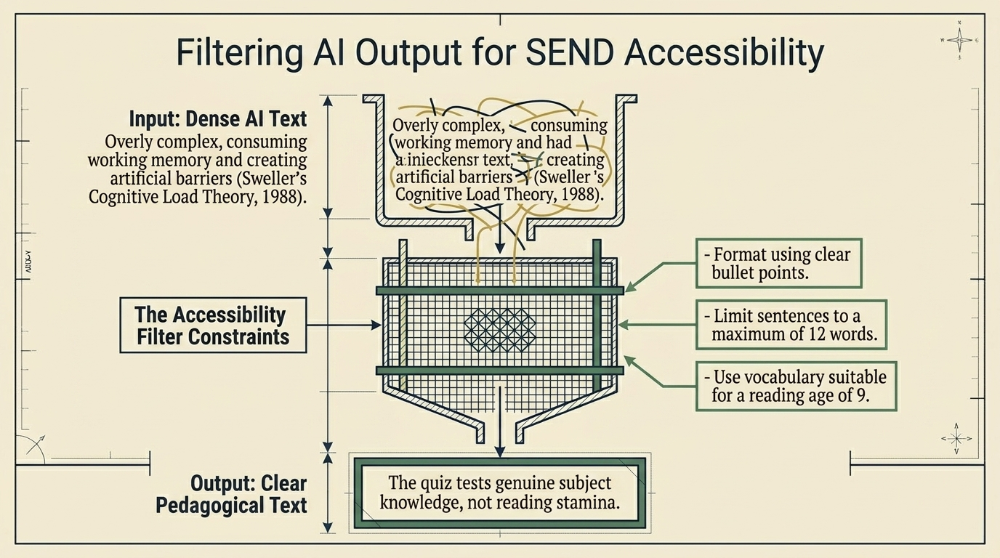 Filtering AI Output for SEND Accessibility
Input: Dense AI Text
Overly complex, consuming
working memory and creating
artificial barriers (Sweller’s
Cognitive Load Theory, 1988).
Overly complex, consuming
working memory and had
text, creating
artificial barriers (Sweller 's
Cognitive Load Theory, 1988).
The Accessibility
Filter Constraints
- Format using clear
bullet points.
- Limit sentences to a
maximum of 12 words.
- Use vocabulary suitable
for a reading age of 9.
Output: Clear
Pedagogical Text
The quiz tests genuine subject
knowledge, not reading stamina.